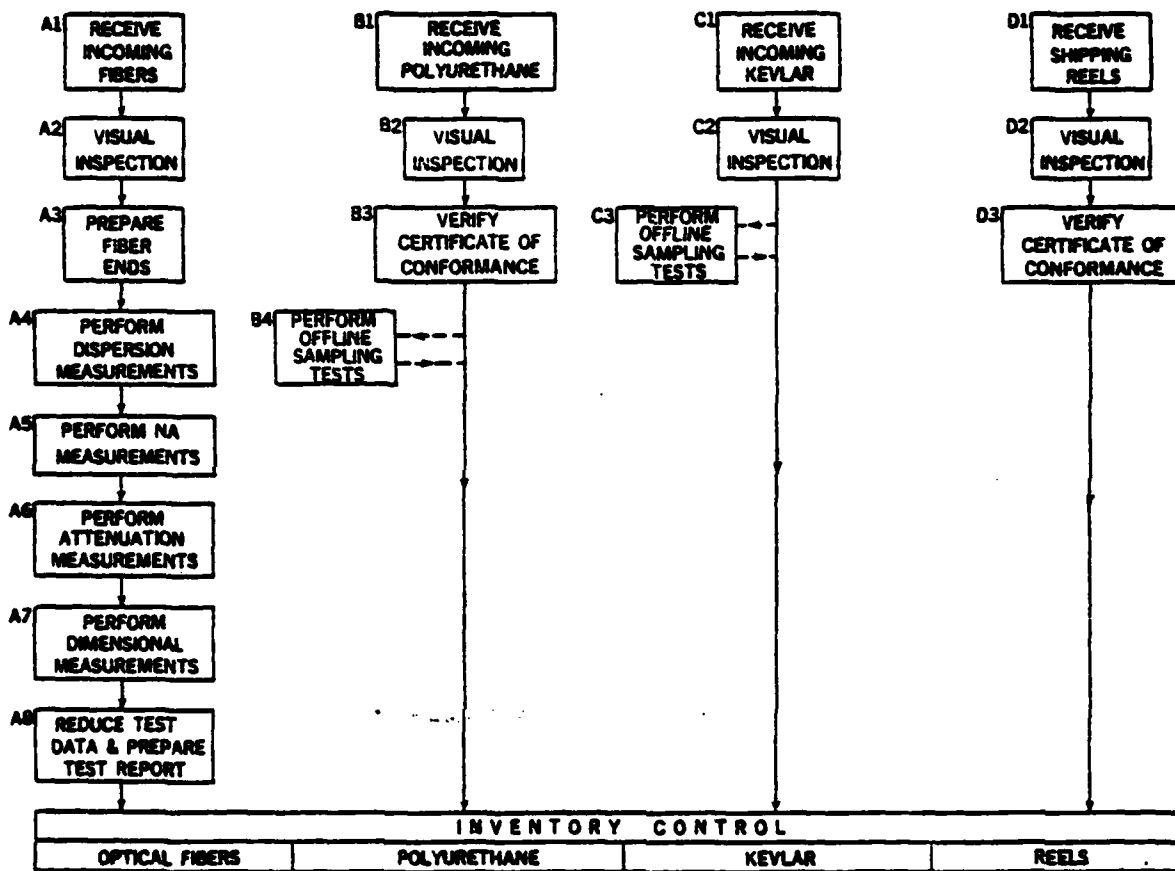 A1
RECEIVE
INCOMING
FIBERS
A2
VISUAL
INSPECTION
A3
PREPARE
FIBER
ENDS
A4
PERFORM
DISPERSION
MEASUREMENTS
A5
PERFORM NA
MEASUREMENTS
A6
PERFORM
ATTENUATION
MEASUREMENTS
A7
PERFORM
DIMENSIONAL
MEASUREMENTS
A8
REDUCE TEST
DATA & PREPARE
TEST REPORT
B1
RECEIVE
INCOMING
POLYURETHANE
B2
VISUAL
INSPECTION
B3
VERIFY
CERTIFICATE OF
CONFORMANCE
B4
PERFORM
OFFLINE
SAMPLING
TESTS
C1
RECEIVE
INCOMING
KEVLAR
C2
VISUAL
INSPECTION
C3
PERFORM
OFFLINE
SAMPLING
TESTS
D1
RECEIVE
SHIPPING
REELS
D2
VISUAL
INSPECTION
D3
VERIFY
CERTIFICATE OF
CONFORMANCE
INVENTORY CONTROL
OPTICAL FIBERS
POLYURETHANE
KEVLAR
REELS